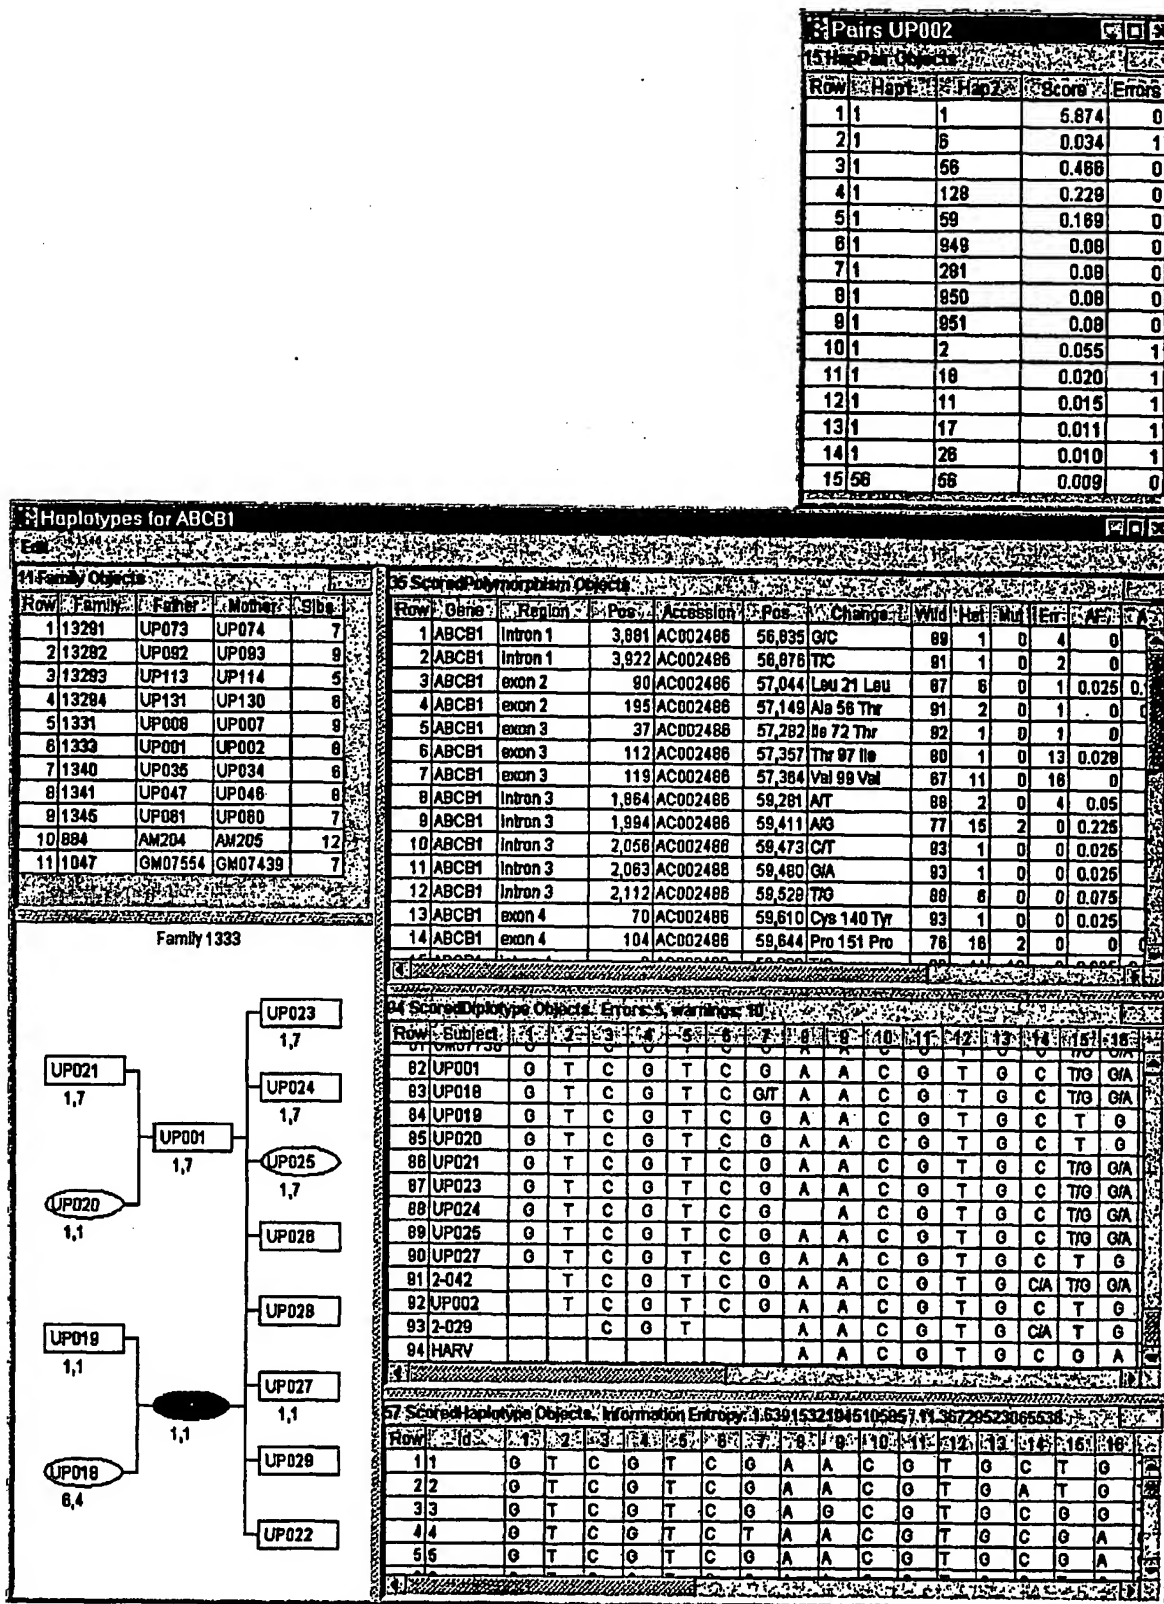 Pairs UP002
15 HapPair Objects
Row Hap1 Hap2 Score Errors
1 1 1 5.874 0
2 1 6 0.034 1
3 1 56 0.466 0
4 1 128 0.229 0
5 1 59 0.169 0
6 1 949 0.08 0
7 1 281 0.08 0
8 1 950 0.08 0
9 1 951 0.08 0
10 1 2 0.055 1
11 1 18 0.020 1
12 1 11 0.015 1
13 1 17 0.011 1
14 1 26 0.010 1
15 56 56 0.009 0
Haplotypes for ABCB1
Edit
11 Family Objects
Row Family Father Mother Sibs
1 13291 UP073 UP074 7
2 13292 UP092 UP093 9
3 13293 UP113 UP114 5
4 13294 UP131 UP130 8
5 1331 UP008 UP007 9
6 1333 UP001 UP002 8
7 1340 UP035 UP034 6
8 1341 UP047 UP046 8
9 1345 UP061 UP060 7
10 884 AM204 AM205 12
11 1047 GM07554 GM07439 7
35 ScoredPolymorphism Objects
Row Gene Region Pos Accession Pos Change Wild Het Mut Err AF A
1 ABCB1 Intron 1 3,881 AC002486 56,835 G/C 89 1 0 4 0
2 ABCB1 Intron 1 3,922 AC002486 56,876 T/C 91 1 0 2 0
3 ABCB1 exon 2 90 AC002486 57,044 Leu 21 Leu 87 6 0 1 0.025 0.
4 ABCB1 exon 2 195 AC002486 57,149 Ala 56 Thr 91 2 0 1 0 0
5 ABCB1 exon 3 37 AC002486 57,282 Ile 72 Thr 92 1 0 1 0
6 ABCB1 exon 3 112 AC002486 57,357 Thr 97 Ile 80 1 0 13 0.028
7 ABCB1 exon 3 119 AC002486 57,364 Val 99 Val 67 11 0 16 0
8 ABCB1 Intron 3 1,864 AC002486 59,281 A/T 88 2 0 4 0.05
9 ABCB1 Intron 3 1,994 AC002486 59,411 A/G 77 15 2 0 0.225
10 ABCB1 Intron 3 2,056 AC002486 59,473 C/T 93 1 0 0 0.025
11 ABCB1 Intron 3 2,063 AC002486 59,480 G/A 93 1 0 0 0.025
12 ABCB1 Intron 3 2,112 AC002486 59,529 T/G 88 6 0 0 0.075
13 ABCB1 exon 4 70 AC002486 59,610 Cys 140 Tyr 93 1 0 0 0.025
14 ABCB1 exon 4 104 AC002486 59,644 Pro 151 Pro 76 16 2 0 0
Family 1333
UP023
1,7
UP021
1,7
UP024
1,7
UP001
1,7
UP025
1,7
UP020
1,1
UP026
UP028
UP019
1,1
UP027
1,1
1,1
UP018
6,4
UP029
UP022
94 ScoredDiplotype Objects. Errors: 5, warnings: 10
Row Subject 1 2 3 4 5 6 7 8 9 10 11 12 13 14 15 16
82 UP001 G T C G T C G A A C G T G C T/G G/A
83 UP018 G T C G T C G/T A A C G T G C T/G G/A
84 UP019 G T C G T C G A A C G T G C T G
85 UP020 G T C G T C G A A C G T G C T G
86 UP021 G T C G T C G A A C G T G C T/G G/A
87 UP023 G T C G T C G A A C G T G C T/G G/A
88 UP024 G T C G T C G A C G T G C T/G G/A
89 UP025 G T C G T C G A A C G T G C T/G G/A
90 UP027 G T C G T C G A A C G T G C T G
91 2-042 T C G T C G A A C G T G C/A T/G G/A
92 UP002 T C G T C G A A C G T G C T G
93 2-029 C G T A A C G T G C/A T G
94 HARV A A C G T G C G A
57 ScoredHaplotype Objects. Information Entropy:
Row Id 1 2 3 4 5 6 7 8 9 10 11 12 13 14 15 16
1 1 G T C G T C G A A C G T G C T G
2 2 G T C G T C G A A C G T G A T G
3 3 G T C G T C G A G C G T G C G G
4 4 G T C G T C T A A C G T G C G A
5 5 G T C G T C G A A C G T G C G A